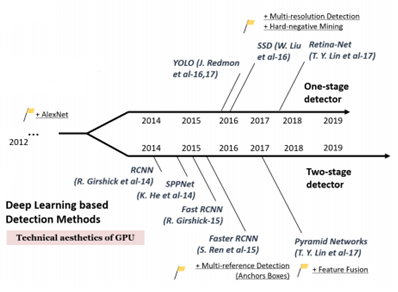 + Multi-resolution Detection
+ Hard-negative Mining
SSD (W. Liu
et al-16)
Retina-Net
(T. Y. Lin et al-17)
YOLO (J. Redmon
et al-16,17)
One-stage
detector
+ AlexNet
2014 2015 2016 2017 2018 2019
2012 ...
2014 2015 2016 2017 2018 2019
Two-stage
detector
RCNN
(R. Girshick et al-14)
SPPNet
(K. He et al-14)
Fast RCNN
(R. Girshick-15)
Faster RCNN
(S. Ren et al-15)
Pyramid Networks
(T. Y. Lin et al-17)
Deep Learning based
Detection Methods
Technical aesthetics of GPU
+ Multi-reference Detection
(Anchors Boxes)
+ Feature Fusion